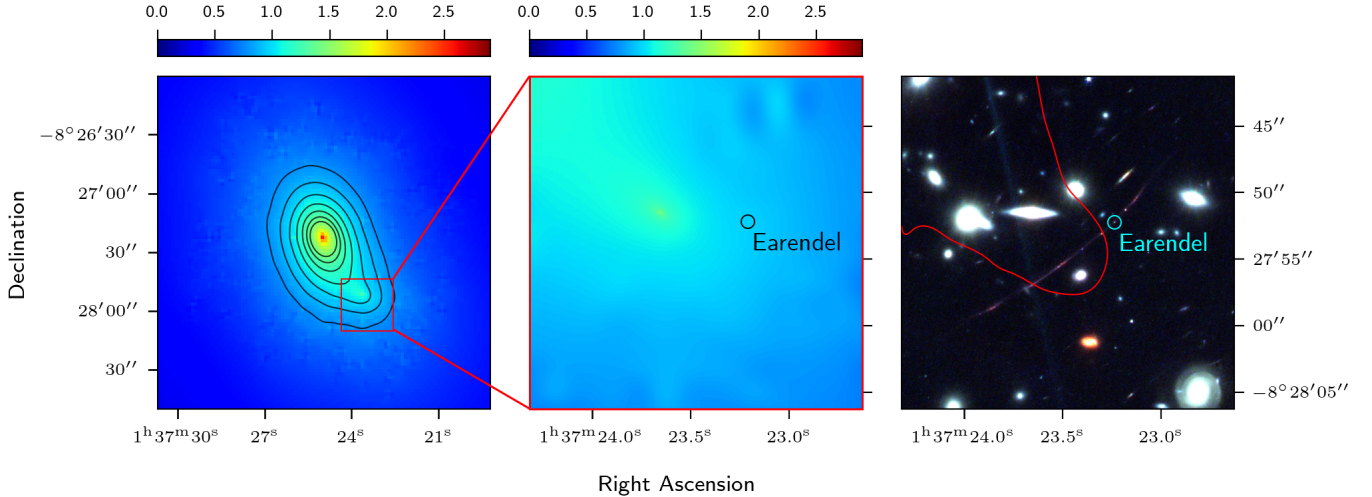 0.0 0.5 1.0 1.5 2.0 2.5
0.0 0.5 1.0 1.5 2.0 2.5
Declination
−8°26′30″
27′00″
30″
28′00″
30″
1ʰ37ᵐ30ˢ 27ˢ 24ˢ 21ˢ
Earendel
1ʰ37ᵐ24.0ˢ 23.5ˢ 23.0ˢ
Earendel
45″
50″
27′55″
00″
−8°28′05″
1ʰ37ᵐ24.0ˢ 23.5ˢ 23.0ˢ
Right Ascension